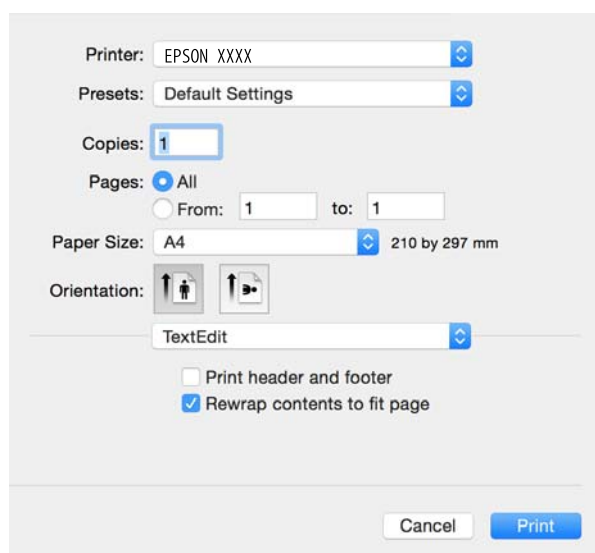 Printer: EPSON XXXX
Presets: Default Settings
Copies: 1
Pages: All
From: 1 to: 1
Paper Size: A4 210 by 297 mm
Orientation:
TextEdit
Print header and footer
Rewrap contents to fit page
Cancel Print